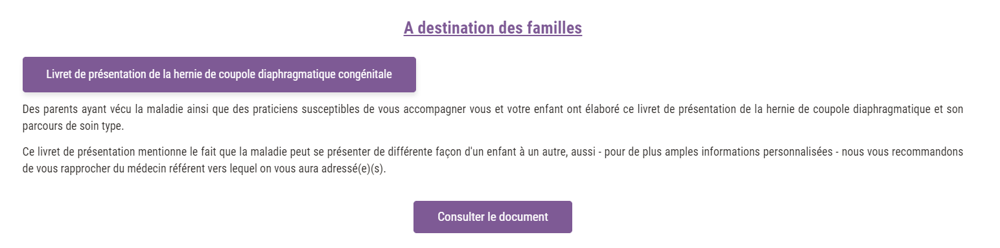 A destination des familles
Livret de présentation de la hernie de coupole diaphragmatique congénitale
Des parents ayant vécu la maladie ainsi que des praticiens susceptibles de vous accompagner vous et votre enfant ont élaboré ce livret de présentation de la hernie de coupole diaphragmatique et son
parcours de soin type.
Ce livret de présentation mentionne le fait que la maladie peut se présenter de différente façon d'un enfant à un autre, aussi - pour de plus amples informations personnalisées - nous vous recommandons
de vous rapprocher du médecin référent vers lequel on vous aura adressé(e)(s).
Consulter le document